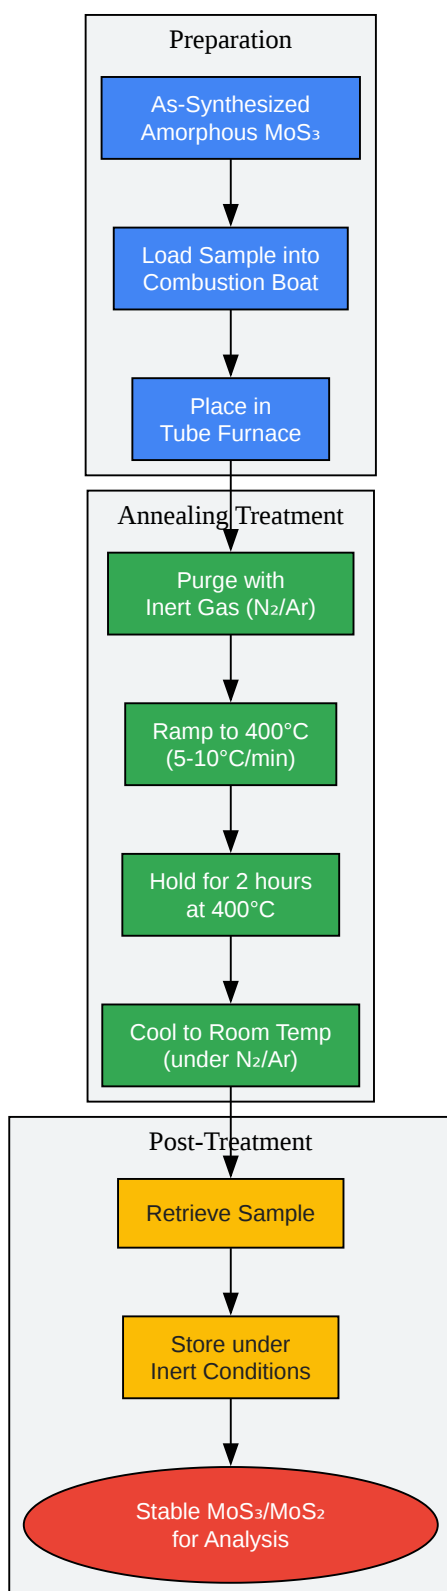 Preparation
As-Synthesized
Amorphous MoS₃
Load Sample into
Combustion Boat
Place in
Tube Furnace
Annealing Treatment
Purge with
Inert Gas (N₂/Ar)
Ramp to 400°C
(5-10°C/min)
Hold for 2 hours
at 400°C
Cool to Room Temp
(under N₂/Ar)
Post-Treatment
Retrieve Sample
Store under
Inert Conditions
Stable MoS₃/MoS₂
for Analysis